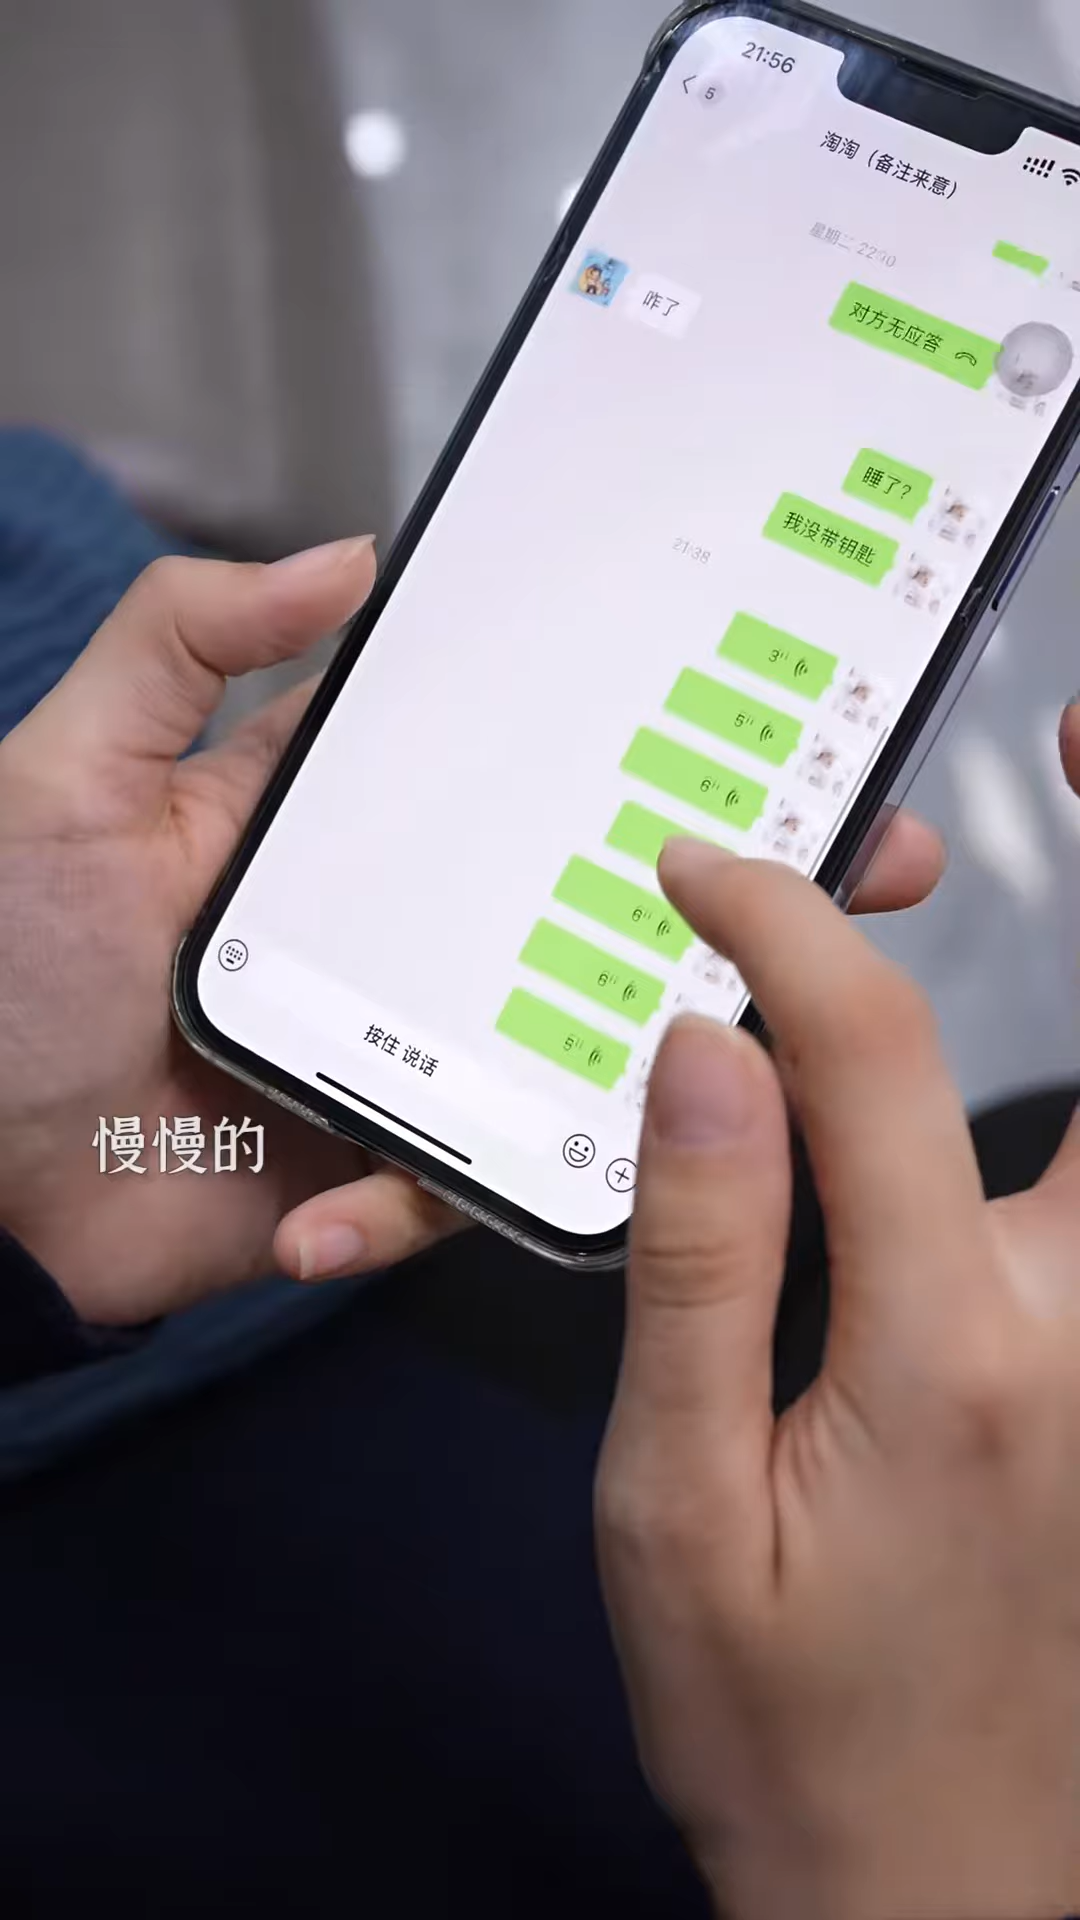 21:56
5
淘淘（备注来意）
星期二 22:10
咋了
对方无应答
睡了?
我没带钥匙
21:38
3''
5''
6''
6''
6''
5''
按住 说话
慢慢的